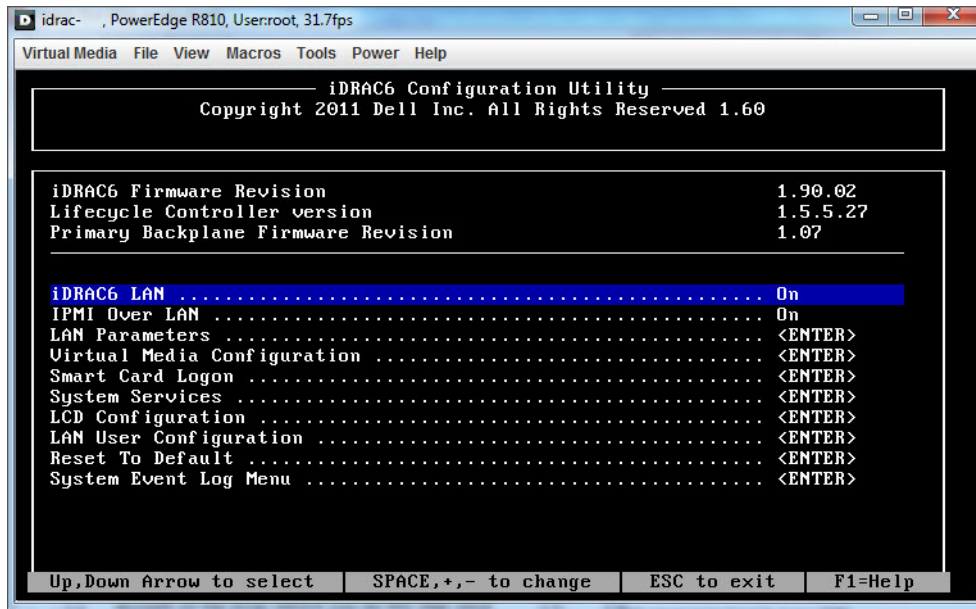 idrac- , PowerEdge R810, User:root, 31.7fps
Virtual Media File View Macros Tools Power Help
iDRAC6 Configuration Utility
Copyright 2011 Dell Inc. All Rights Reserved 1.60
iDRAC6 Firmware Revision 1.90.02
Lifecycle Controller version 1.5.5.27
Primary Backplane Firmware Revision 1.07
iDRAC6 LAN ................................................... On
IPMI Over LAN ................................................ On
LAN Parameters ............................................... <ENTER>
Virtual Media Configuration .................................. <ENTER>
Smart Card Logon ............................................. <ENTER>
System Services .............................................. <ENTER>
LCD Configuration ............................................ <ENTER>
LAN User Configuration ....................................... <ENTER>
Reset To Default ............................................. <ENTER>
System Event Log Menu ........................................ <ENTER>
Up,Down Arrow to select SPACE,+,- to change ESC to exit F1=Help